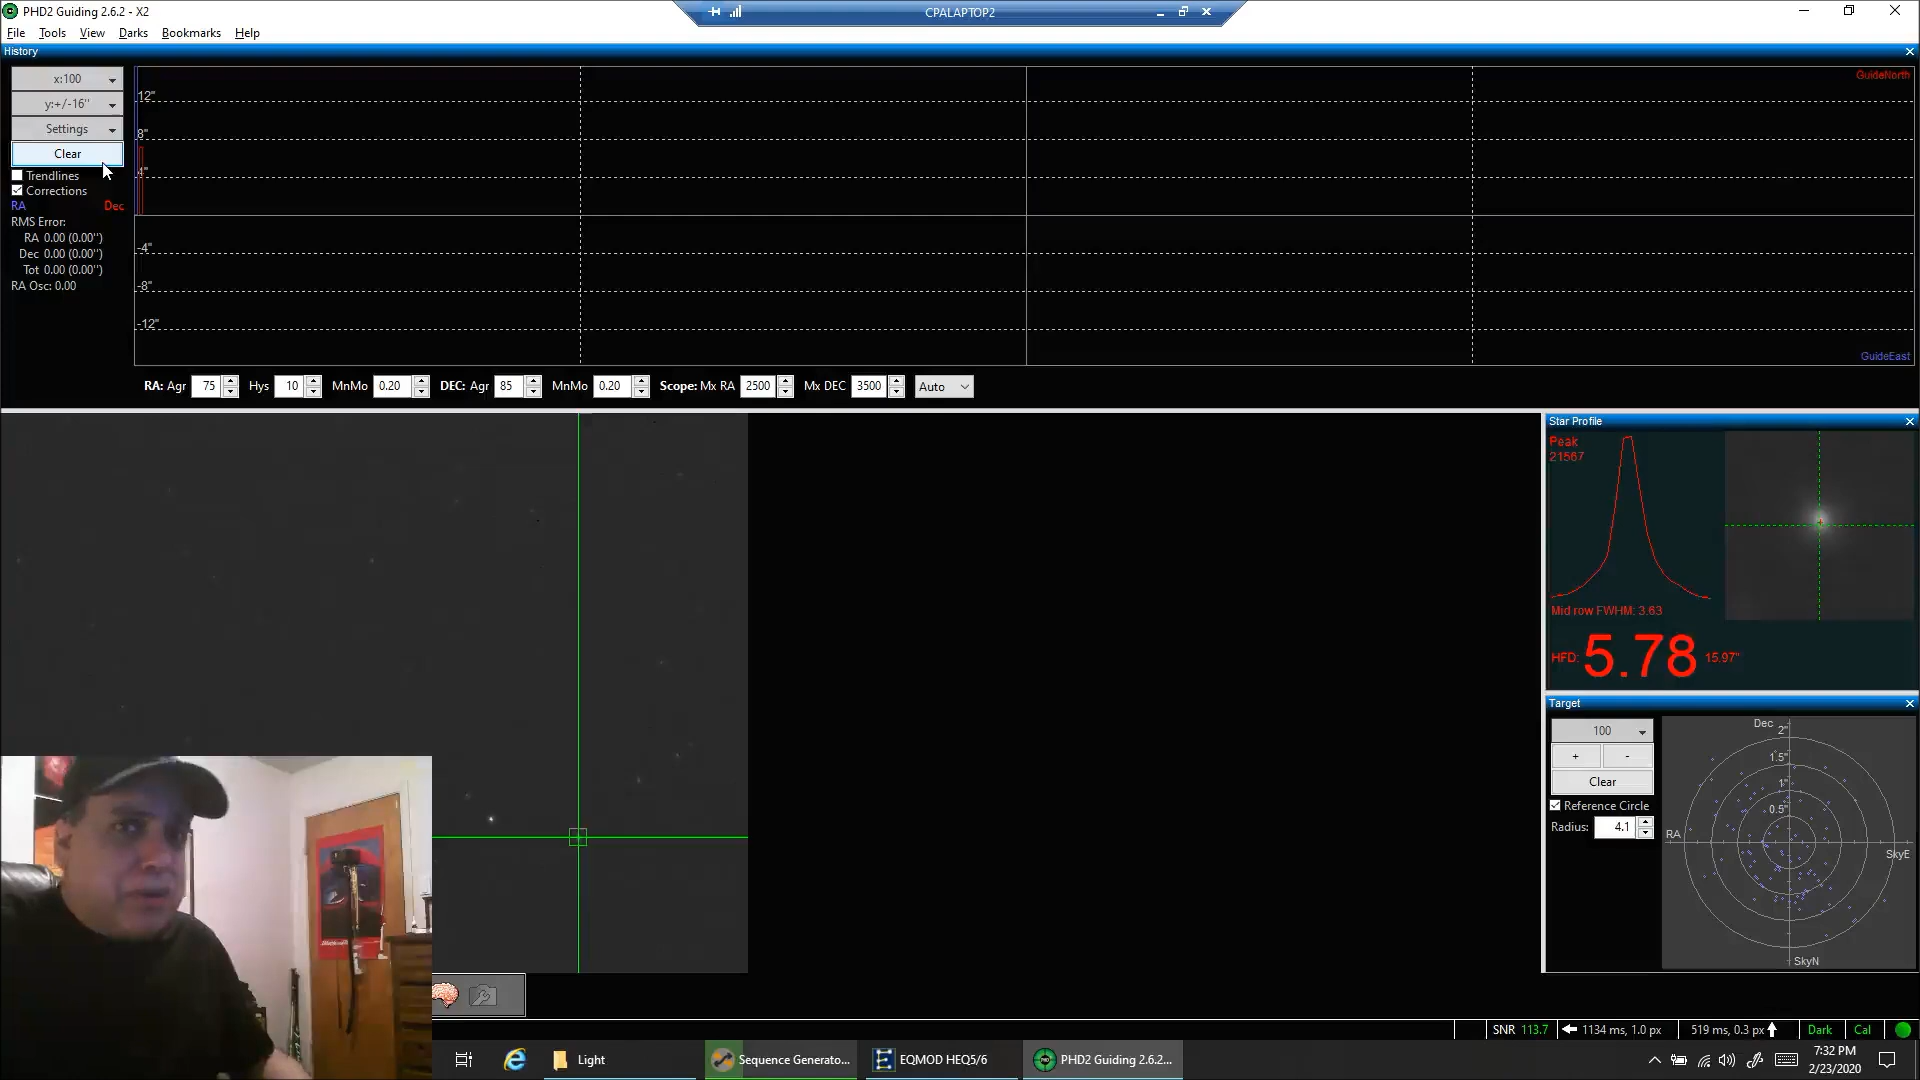 PHD2 Guiding 2.6.2 - X2
CPALAPTOP2
File Tools View Darks Bookmarks Help
History
x:100
y:+/-16"
Settings
Clear
Trendlines
Corrections
RA Dec
RMS Error:
RA 0.00 (0.00")
Dec 0.00 (0.00")
Tot 0.00 (0.00")
RA Osc: 0.00
GuideNorth
12"
8"
4"
-4"
-8"
-12"
GuideEast
RA: Agr 75 Hys 10 MnMo 0.20 DEC: Agr 85 MnMo 0.20 Scope: Mx RA 2500 Mx DEC 3500 Auto
Star Profile
Peak
21567
Mid row FWHM: 3.63
HFD: 5.78 15.97"
Target
100
+ -
Clear
Reference Circle
Radius: 4.1
Dec
2"
1.5"
1"
0.5"
RA
SkyE
SkyN
SNR 113.7 1134 ms, 1.0 px 519 ms, 0.3 px Dark Cal
Light
Sequence Generato...
EQMOD HEQ5/6
PHD2 Guiding 2.6.2...
7:32 PM
2/23/2020